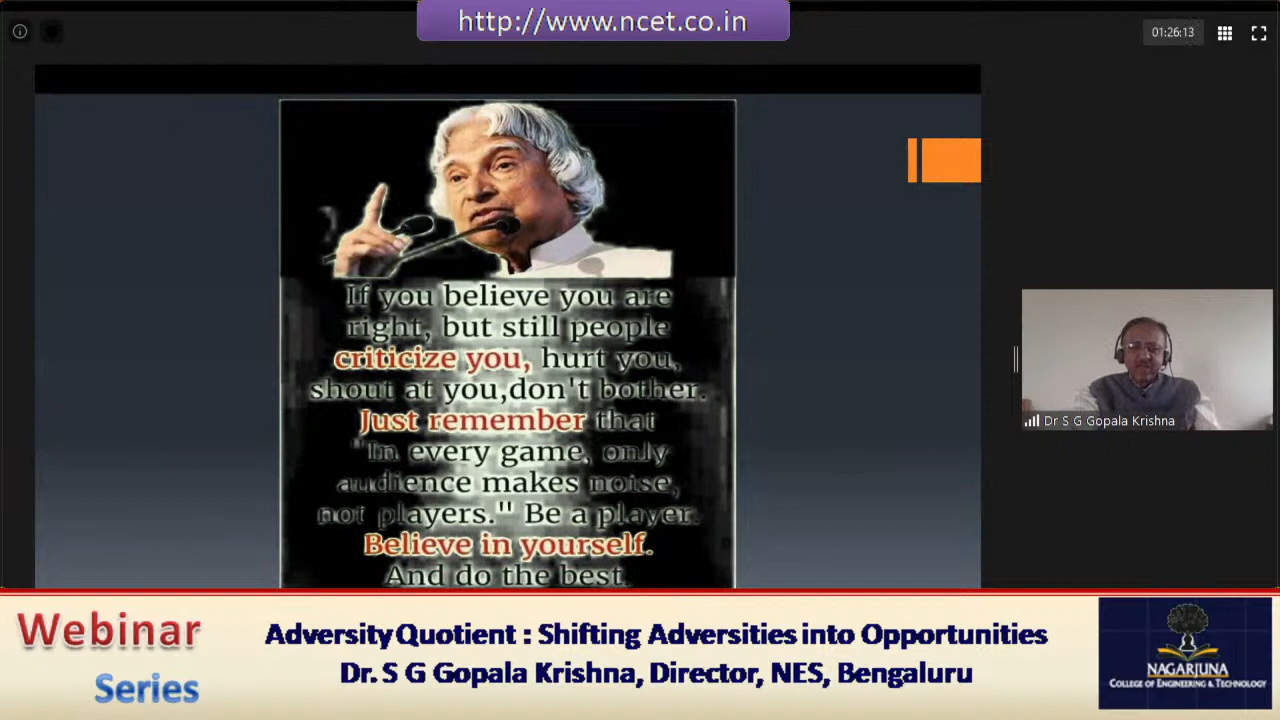 http://www.ncet.co.in
01:26:13
If you believe you are
right, but still people
criticize you, hurt you,
shout at you,don't bother.
Just remember that
"In every game, only
audience makes noise,
not players." Be a player.
Believe in yourself.
And do the best.
Dr S G Gopala Krishna
Webinar
Series
Adversity Quotient : Shifting Adversities into Opportunities
Dr. S G Gopala Krishna, Director, NES, Bengaluru
NAGARJUNA
COLLEGE OF ENGINEERING & TECHNOLOGY